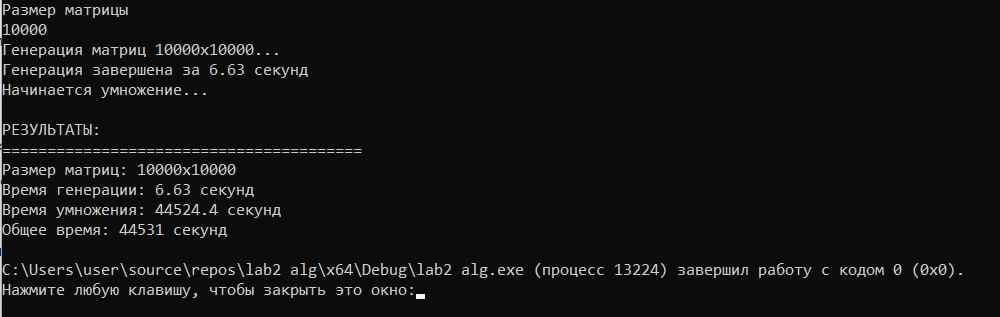 Размер матрицы
10000
Генерация матриц 10000x10000...
Генерация завершена за 6.63 секунд
Начинается умножение...
РЕЗУЛЬТАТЫ:
========================================
Размер матриц: 10000x10000
Время генерации: 6.63 секунд
Время умножения: 44524.4 секунд
Общее время: 44531 секунд
C:\Users\user\source\repos\lab2 alg\x64\Debug\lab2 alg.exe (процесс 13224) завершил работу с кодом 0 (0x0).
Нажмите любую клавишу, чтобы закрыть это окно: